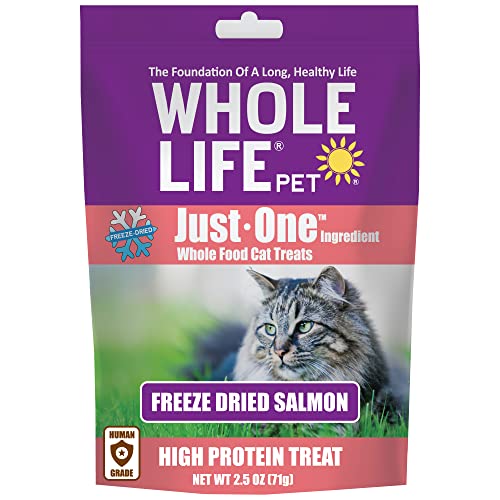 The Foundation Of A Long, Healthy Life
WHOLE
LIFE® PET ®
Just·One™ Ingredient
FREEZE-DRIED
Whole Food Cat Treats
FREEZE DRIED SALMON
HUMAN
GRADE
HIGH PROTEIN TREAT
NET WT 2.5 OZ (71g)